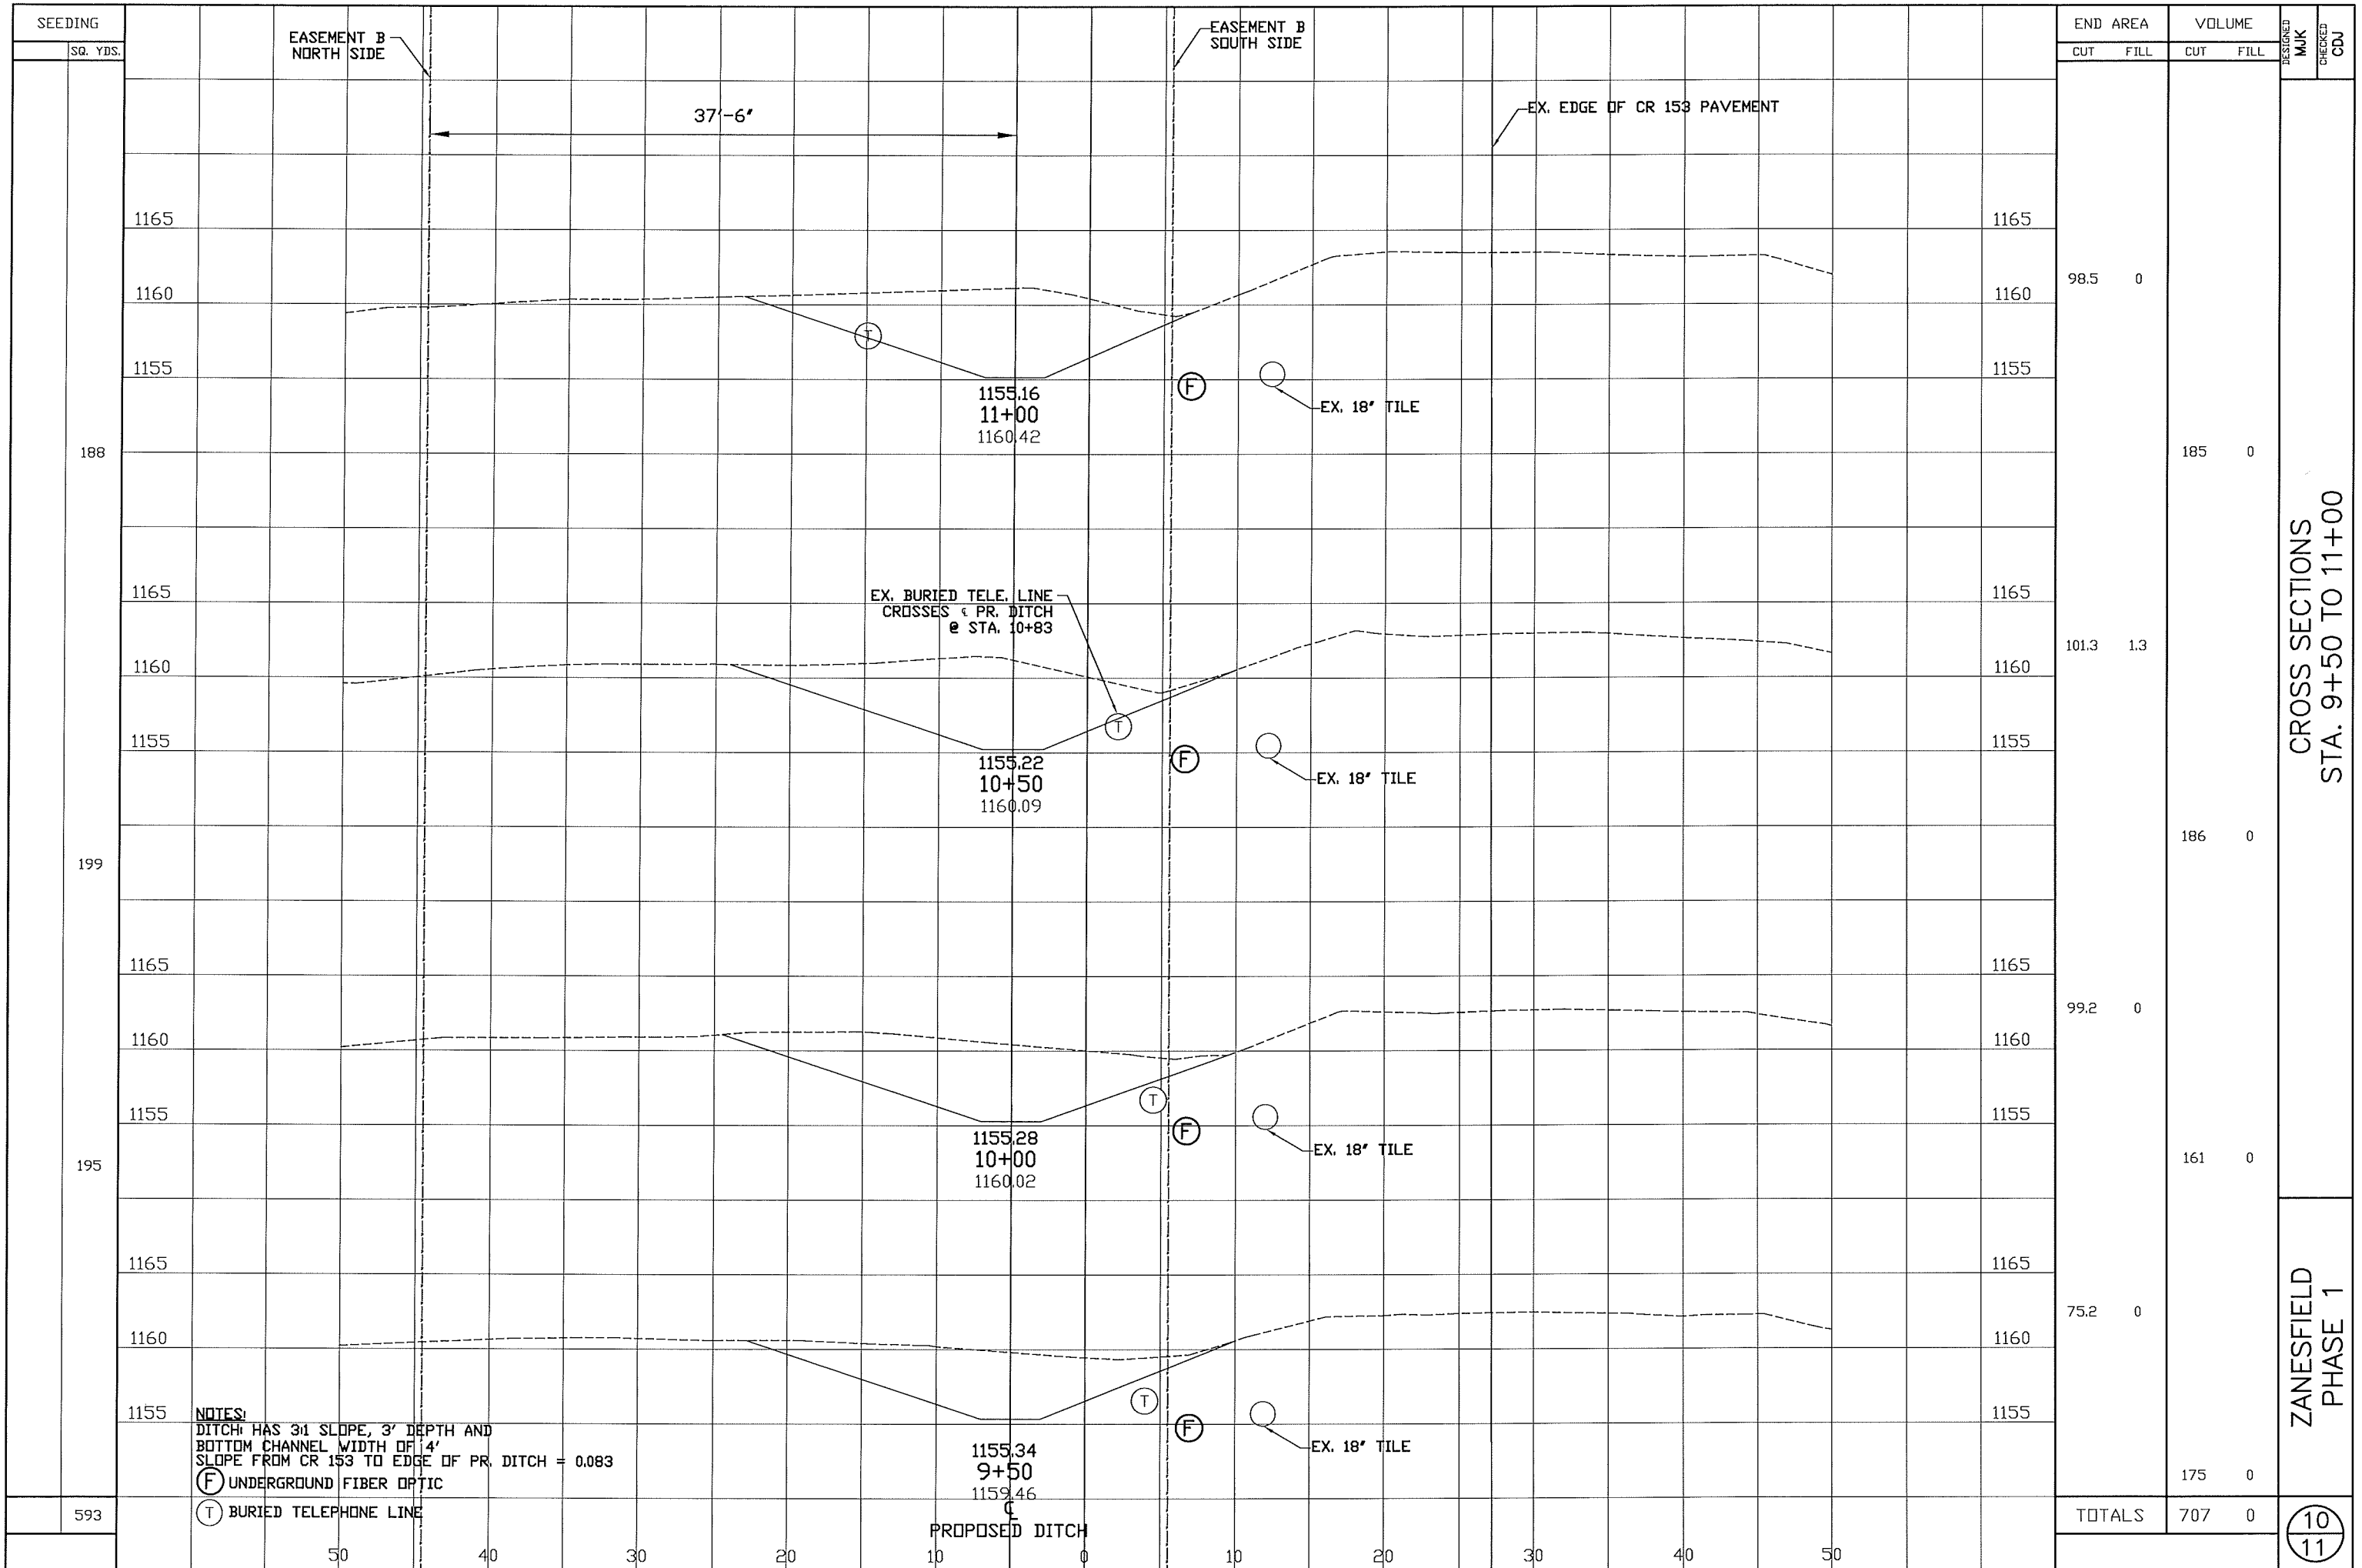 SEEDING
SQ. YDS.
EASEMENT B
NORTH SIDE
EASEMENT B
SOUTH SIDE
37'-6"
EX. EDGE OF CR 153 PAVEMENT
END AREA
VOLUME
CUT FILL
CUT FILL
DESIGNED
MJK
CHECKED
CDJ
1165
1165
1160
1160
98.5 0
T
1155
1155
F
EX. 18" TILE
1155.16
11+00
1160.42
188
185 0
1165
1165
EX. BURIED TELE. LINE
CROSSES ℄ PR. DITCH
@ STA. 10+83
1160
1160
101.3 1.3
T
1155
1155
F
EX. 18" TILE
1155.22
10+50
1160.09
199
186 0
1165
1165
1160
1160
99.2 0
T
1155
1155
F
EX. 18" TILE
1155.28
10+00
1160.02
195
161 0
1165
1165
1160
1160
75.2 0
T
1155
1155
F
EX. 18" TILE
1155.34
9+50
1159.46
℄
PROPOSED DITCH
NOTES:
DITCH: HAS 3:1 SLOPE, 3' DEPTH AND
BOTTOM CHANNEL WIDTH OF 4'
SLOPE FROM CR 153 TO EDGE OF PR. DITCH = 0.083
F UNDERGROUND FIBER OPTIC
T BURIED TELEPHONE LINE
175 0
593
TOTALS 707 0
50 40 30 20 10 0 10 20 30 40 50
CROSS SECTIONS
STA. 9+50 TO 11+00
ZANESFIELD
PHASE 1
10
11